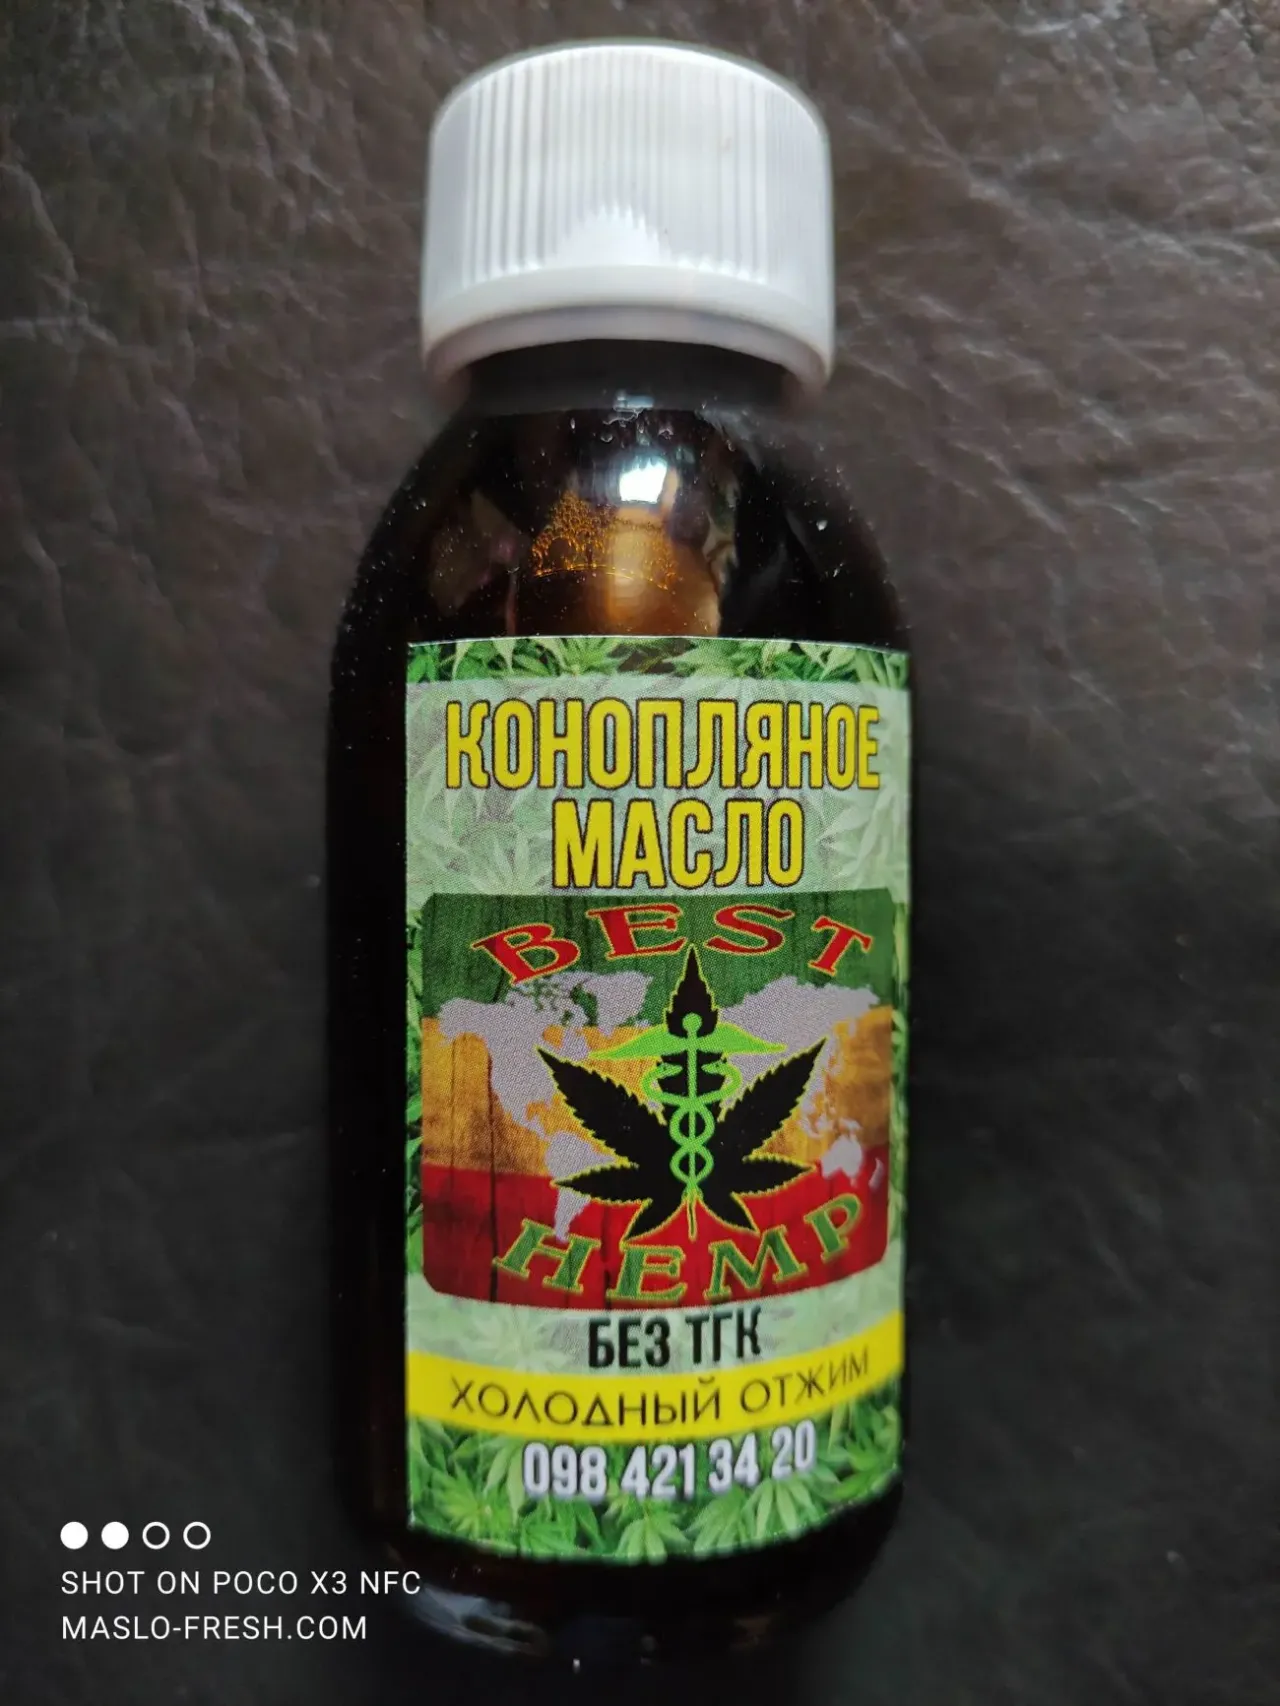 КОНОПЛЯНОЕ
МАСЛО
BEST
HEMP
БЕЗ ТГК
ХОЛОДНЫЙ ОТЖИМ
098 421 34 20
SHOT ON POCO X3 NFC
MASLO-FRESH.COM